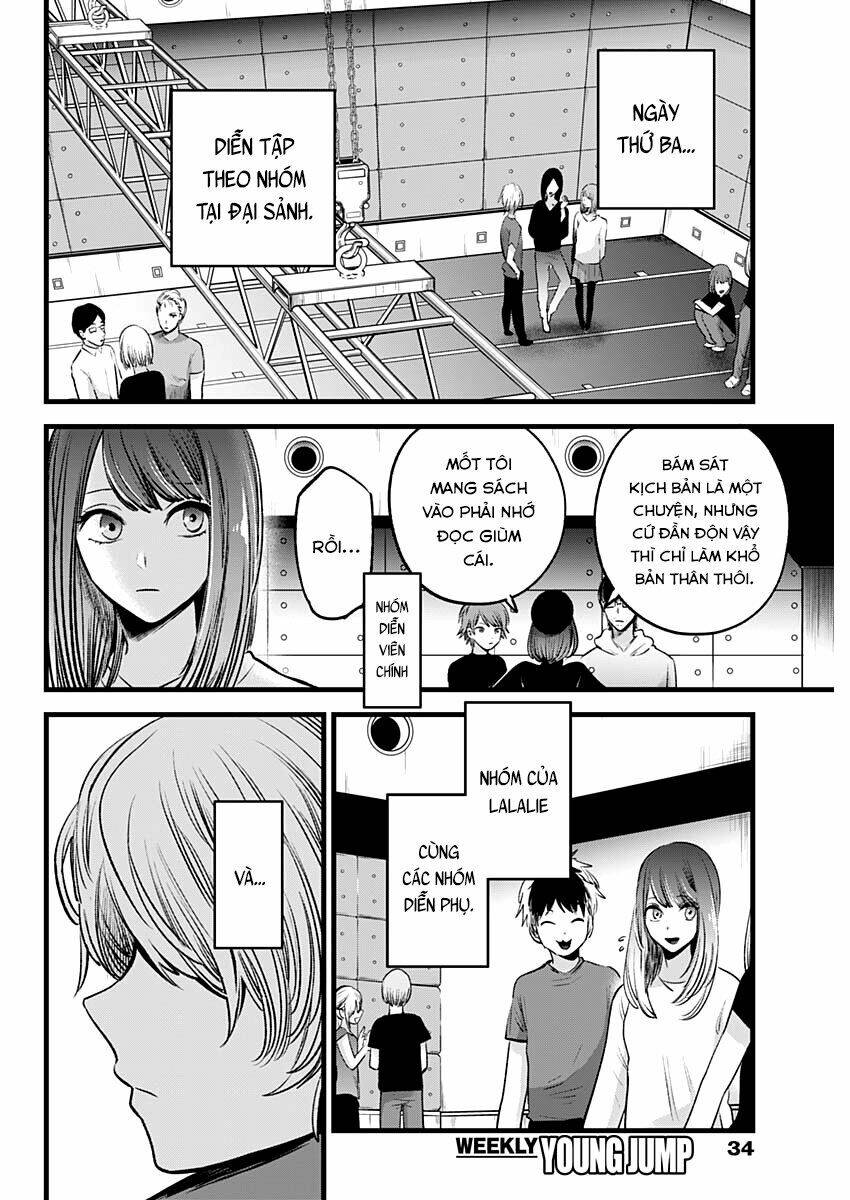 NGÀY
THỨ BA...
DIỄN TẬP
THEO NHÓM
TẠI ĐẠI SẢNH.
BÁM SÁT
KỊCH BẢN LÀ MỘT
CHUYỆN, NHƯNG
CỨ ĐẦN ĐỘN VẬY
THÌ CHỈ LÀM KHỔ
BẢN THÂN THÔI.
MỐT TÔI
MANG SÁCH
VÀO PHẢI NHỚ
ĐỌC GIÙM
CÁI.
RỒI...
NHÓM
DIỄN
VIÊN
CHÍNH
NHÓM CỦA
LALALIE
CÙNG
CÁC NHÓM
DIỄN PHỤ.
VÀ...
WEEKLY YOUNG JUMP 34